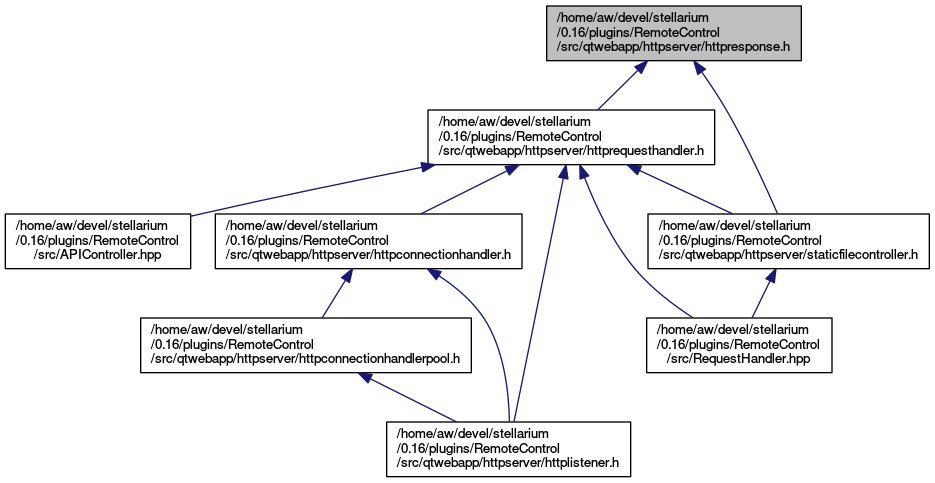 /home/aw/devel/stellarium
/0.16/plugins/RemoteControl
/src/qtwebapp/httpserver/httpresponse.h
/home/aw/devel/stellarium
/0.16/plugins/RemoteControl
/src/qtwebapp/httpserver/httprequesthandler.h
/home/aw/devel/stellarium
/0.16/plugins/RemoteControl
/src/APIController.hpp
/home/aw/devel/stellarium
/0.16/plugins/RemoteControl
/src/qtwebapp/httpserver/httpconnectionhandler.h
/home/aw/devel/stellarium
/0.16/plugins/RemoteControl
/src/qtwebapp/httpserver/staticfilecontroller.h
/home/aw/devel/stellarium
/0.16/plugins/RemoteControl
/src/qtwebapp/httpserver/httpconnectionhandlerpool.h
/home/aw/devel/stellarium
/0.16/plugins/RemoteControl
/src/RequestHandler.hpp
/home/aw/devel/stellarium
/0.16/plugins/RemoteControl
/src/qtwebapp/httpserver/httplistener.h